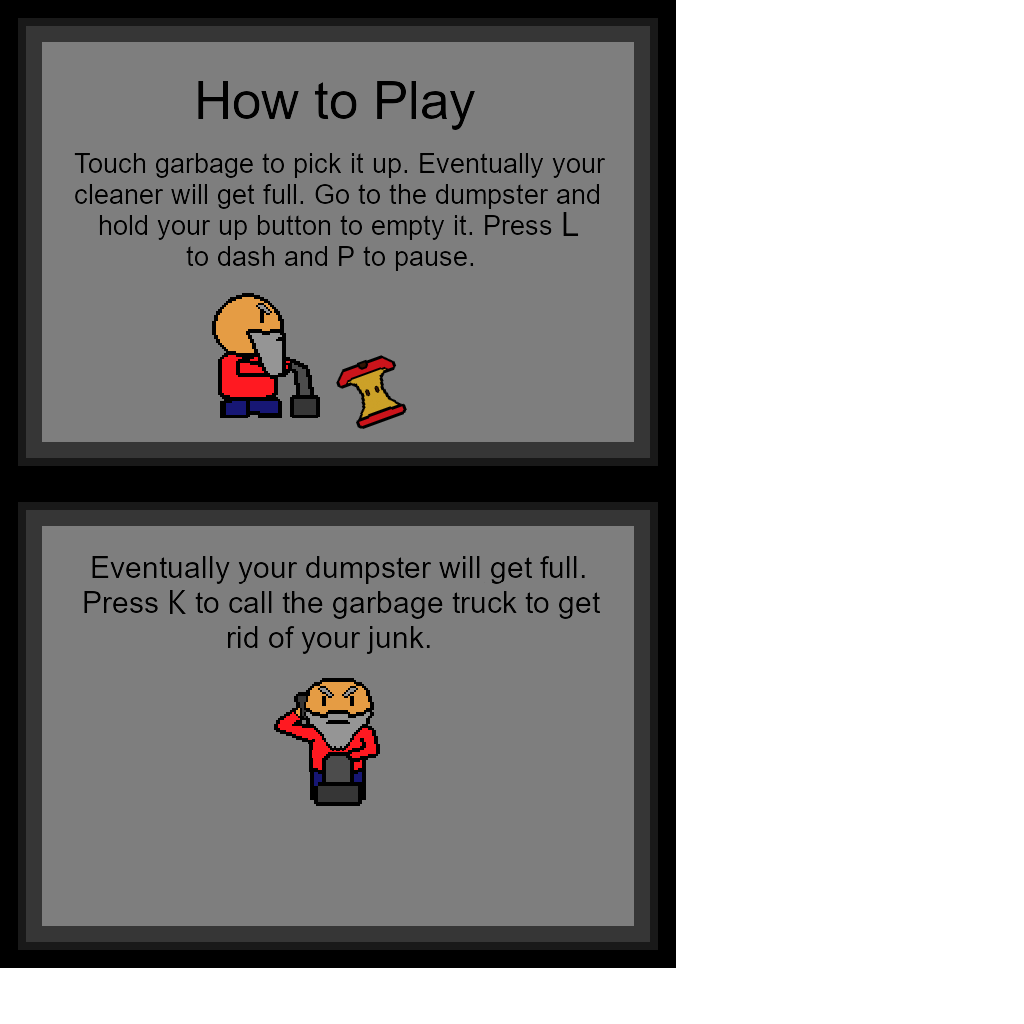 How to Play
Touch garbage to pick it up. Eventually your
cleaner will get full. Go to the dumpster and
hold your up button to empty it. Press L
to dash and P to pause.
Eventually your dumpster will get full.
Press K to call the garbage truck to get
rid of your junk.